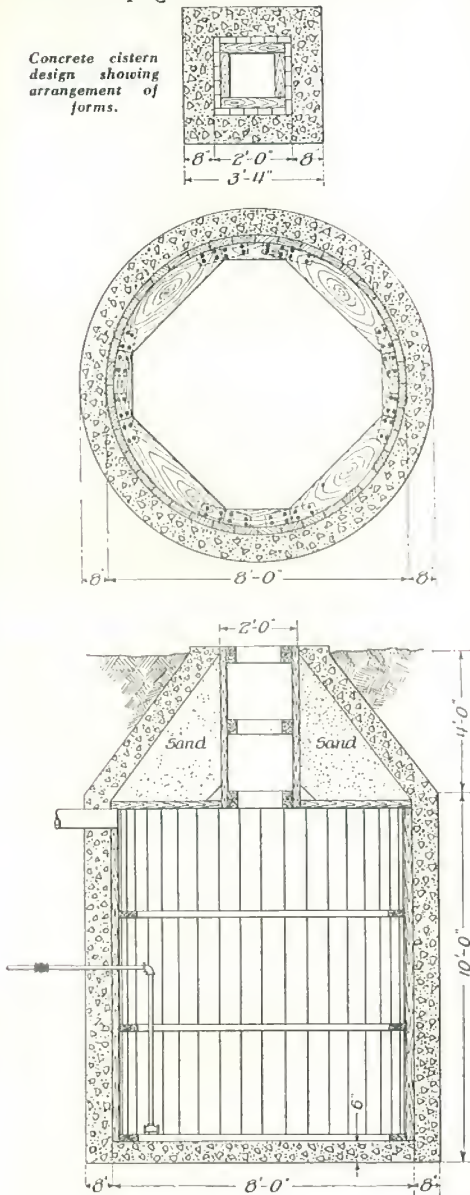 Concrete cistern
design showing
arrangement of
forms.
8" 2'-0" 8"
3'-4"
8" 8'-0" 8"
2'-0"
Sand Sand
4'-0"
10'-0"
6"
8" 8'-0" 8"